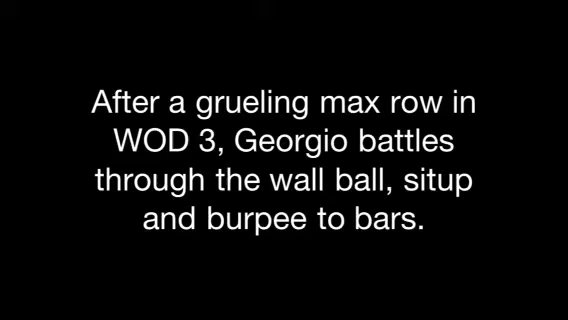 After a grueling max row in
WOD 3, Georgio battles
through the wall ball, situp
and burpee to bars.